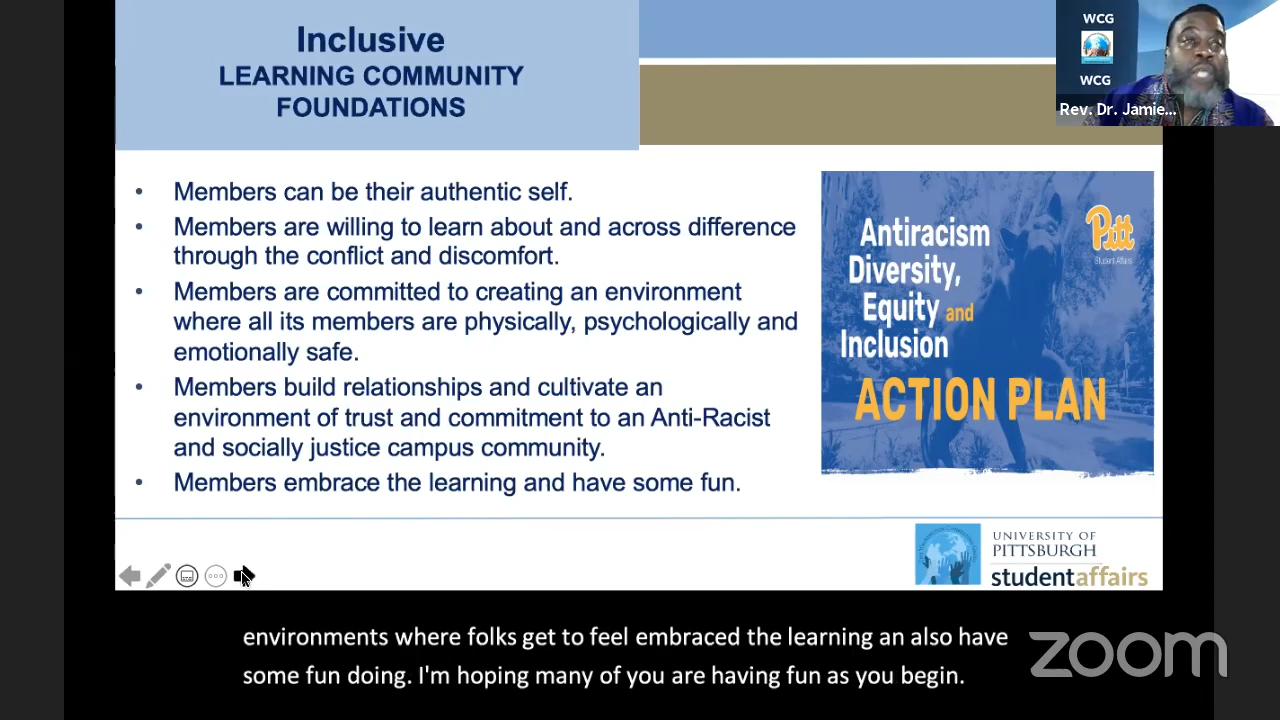 Inclusive
LEARNING COMMUNITY
FOUNDATIONS
WCG
WCG
Rev. Dr. Jamie...
• Members can be their authentic self.
• Members are willing to learn about and across difference
through the conflict and discomfort.
• Members are committed to creating an environment
where all its members are physically, psychologically and
emotionally safe.
• Members build relationships and cultivate an
environment of trust and commitment to an Anti-Racist
and socially justice campus community.
• Members embrace the learning and have some fun.
Antiracism
Diversity,
Equity and
Inclusion
ACTION PLAN
Pitt
Student Affairs
UNIVERSITY OF
PITTSBURGH
studentaffairs
environments where folks get to feel embraced the learning an also have
some fun doing. I'm hoping many of you are having fun as you begin.
zoom